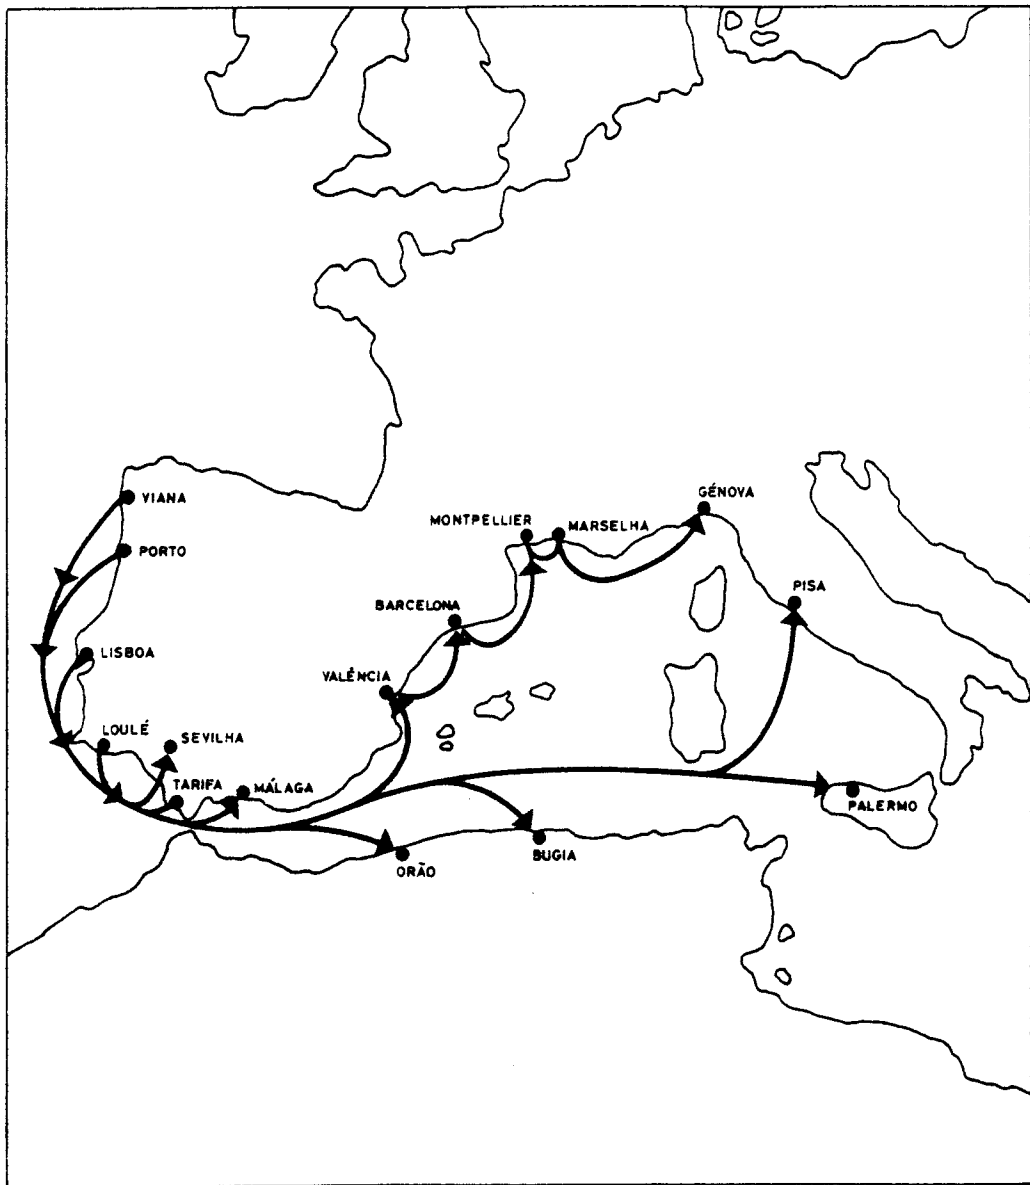 VIANA
GÉNOVA
MONTPELLIER
MARSELHA
PORTO
PISA
BARCELONA
LISBOA
VALÊNCIA
LOULÉ
SEVILHA
TARIFA
MÁLAGA
PALERMO
BUGIA
ORÃO